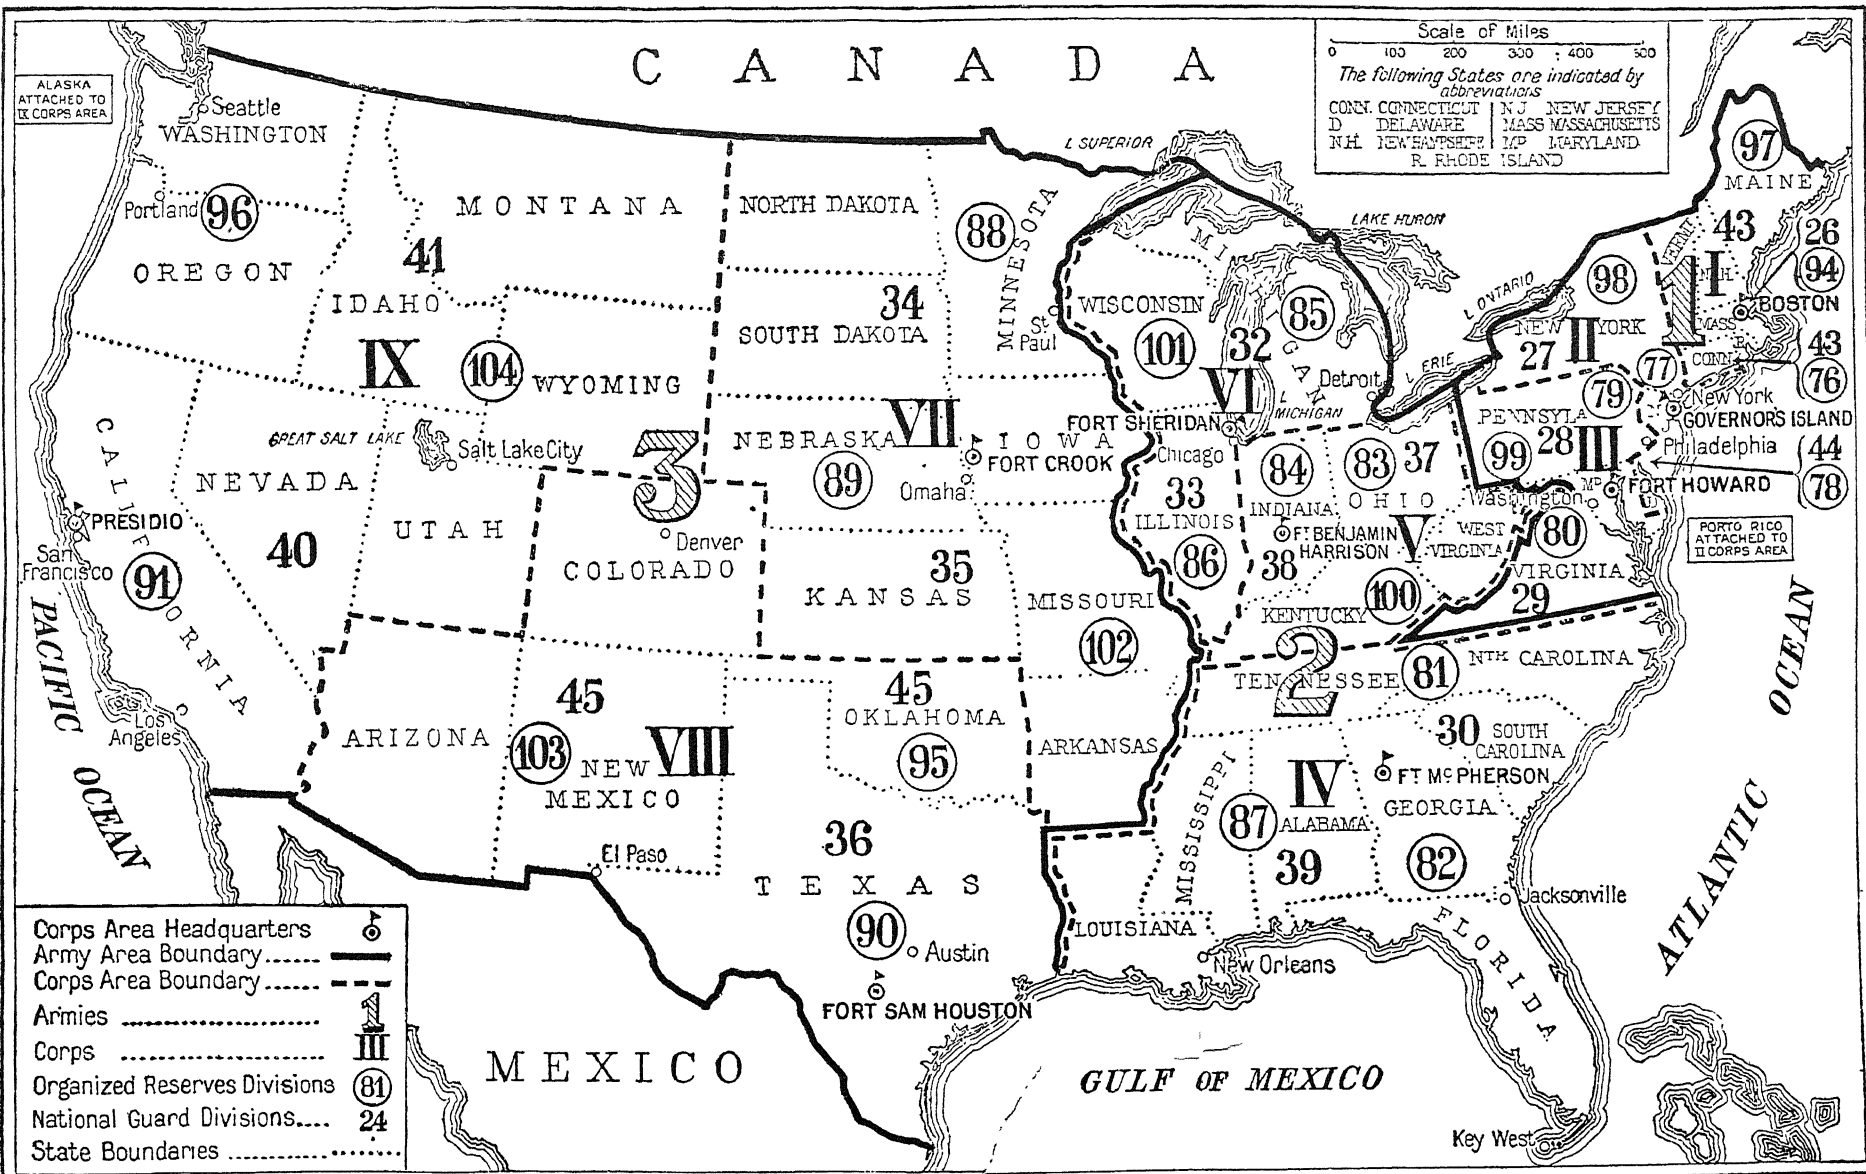 CANADA
Scale of Miles
0 100 200 300 400 500
The following States are indicated by
abbreviations
CONN. CONNECTICUT
D DELAWARE
N.H. NEW HAMPSHIRE
N J NEW JERSEY
MASS MASSACHUSETTS
MD MARYLAND
R. RHODE ISLAND
ALASKA
ATTACHED TO
IX CORPS AREA
Seattle
WASHINGTON
Portland
96
OREGON
MONTANA
41
IDAHO
IX
104
WYOMING
NORTH DAKOTA
34
SOUTH DAKOTA
88
MINNESOTA
St
Paul
L SUPERIOR
LAKE HURON
MICHIGAN
WISCONSIN
101
32
85
VI
L
MICHIGAN
Detroit
L ERIE
L ONTARIO
97
MAINE
43
26
94
BOSTON
VERMT
N.H.
1
I
MASS
R
CONN.
43
76
98
NEW YORK
27
II
77
79
New York
GOVERNOR'S ISLAND
PENNSYLA
28
99
III
Philadelphia
44
78
FORT HOWARD
MD
D
Washington
PORTO RICO
ATTACHED TO
II CORPS AREA
CALIFORNIA
GREAT SALT LAKE
Salt Lake City
NEVADA
40
UTAH
PRESIDIO
San
Francisco
91
Los
Angeles
PACIFIC
OCEAN
3
Denver
COLORADO
NEBRASKA
VII
89
Omaha
IOWA
FORT CROOK
35
KANSAS
MISSOURI
102
FORT SHERIDAN
Chicago
33
ILLINOIS
86
84
INDIANA
FT BENJAMIN
HARRISON
38
83
37
OHIO
V
WEST
VIRGINIA
80
VIRGINIA
29
KENTUCKY
100
2
TENNESSEE
81
NTH CAROLINA
30
SOUTH
CAROLINA
ARIZONA
45
103
NEW
MEXICO
VIII
45
OKLAHOMA
95
ARKANSAS
El Paso
36
TEXAS
90
Austin
FORT SAM HOUSTON
MISSISSIPPI
87
IV
ALABAMA
39
FT McPHERSON
GEORGIA
82
LOUISIANA
New Orleans
Jacksonville
FLORIDA
Key West
ATLANTIC
OCEAN
GULF OF MEXICO
MEXICO
Corps Area Headquarters
Army Area Boundary......
Corps Area Boundary......
Armies .................... 1
Corps .................... III
Organized Reserves Divisions 81
National Guard Divisions.... 24
State Boundaries ............